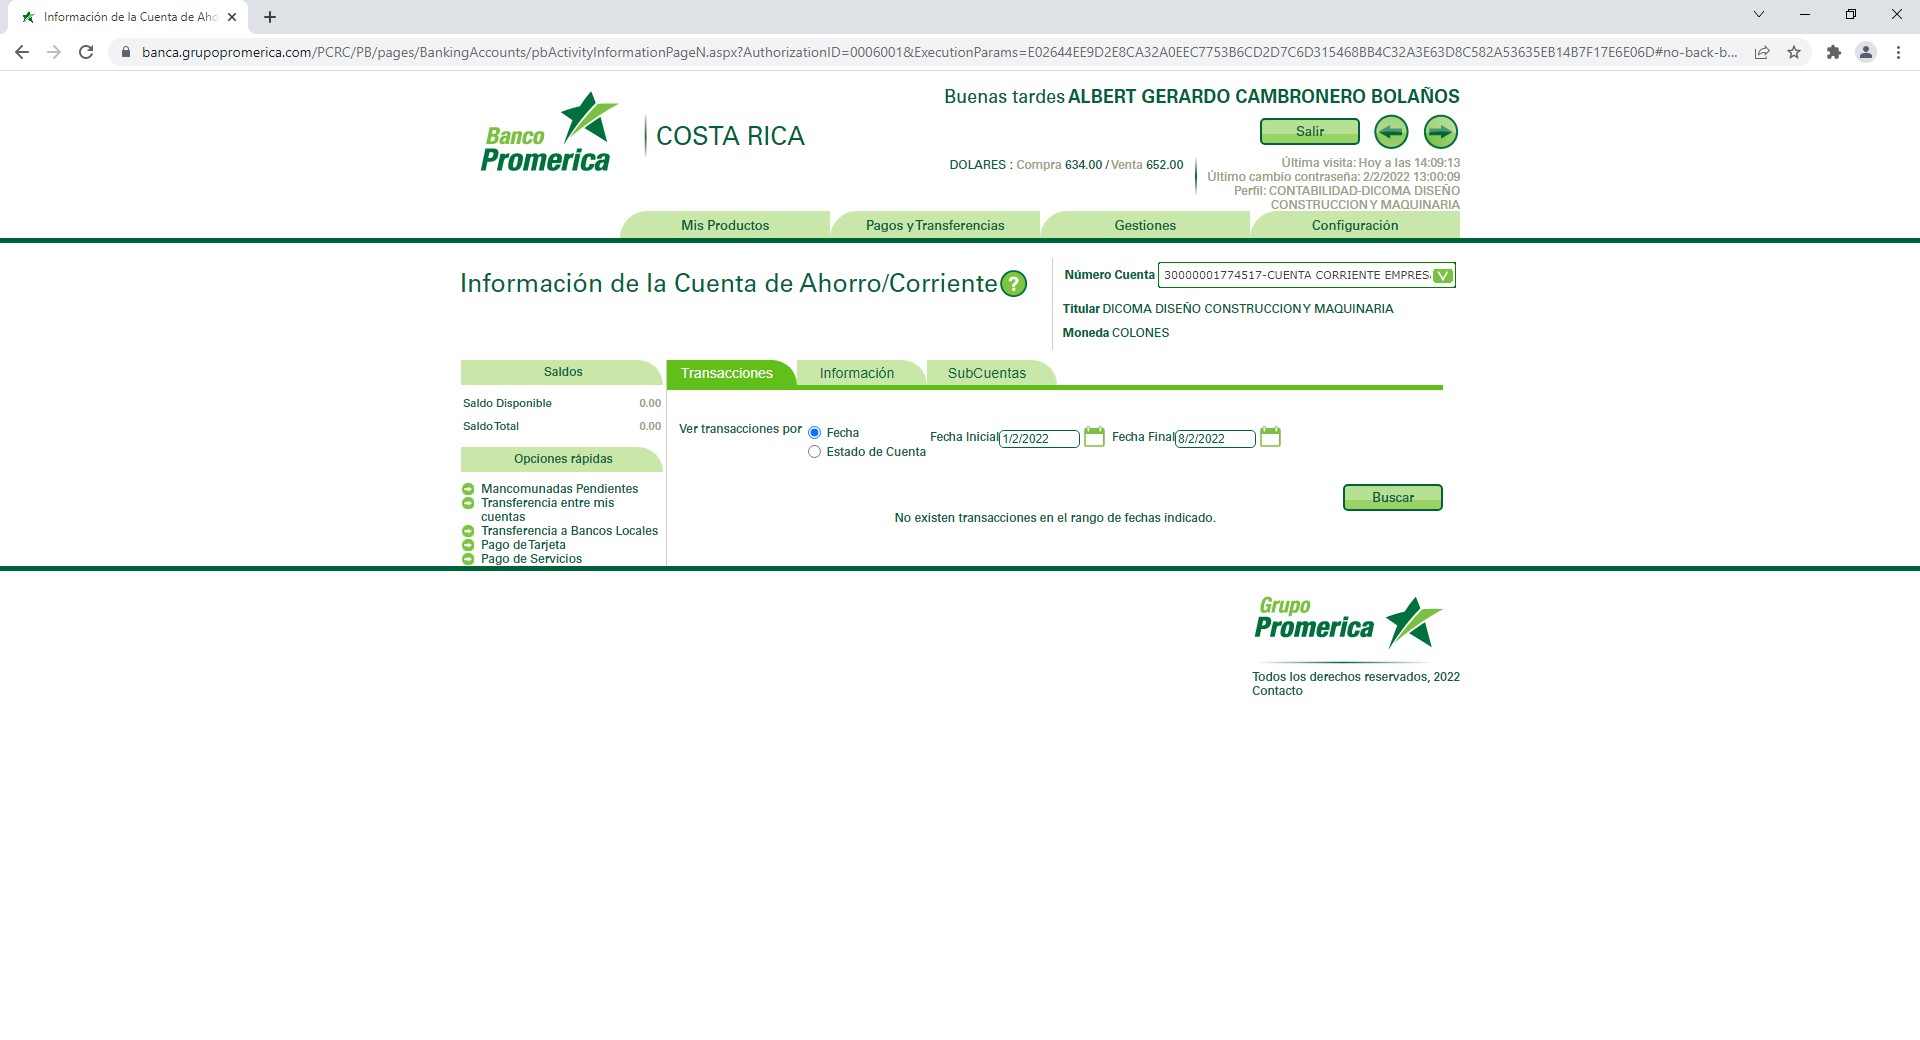 Información de la Cuenta de Aho
banca.grupopromerica.com/PCRC/PB/pages/BankingAccounts/pbActivityInformationPageN.aspx?AuthorizationID=0006001&ExecutionParams=E02644EE9D2E8CA32A0EEC7753B6CD2D7C6D315468BB4C32A3E63D8C582A53635EB14B7F17E6E06D#no-back-b...
Banco
Promerica
COSTA RICA
Buenas tardes ALBERT GERARDO CAMBRONERO BOLAÑOS
Salir
DOLARES : Compra 634.00 / Venta 652.00
Última visita: Hoy a las 14:09:13
Último cambio contraseña: 2/2/2022 13:00:09
Perfil: CONTABILIDAD-DICOMA DISEÑO
CONSTRUCCION Y MAQUINARIA
Mis Productos
Pagos y Transferencias
Gestiones
Configuración
Información de la Cuenta de Ahorro/Corriente ?
Número Cuenta 30000001774517-CUENTA CORRIENTE EMPRES
Titular DICOMA DISEÑO CONSTRUCCION Y MAQUINARIA
Moneda COLONES
Saldos
Saldo Disponible 0.00
Saldo Total 0.00
Opciones rápidas
Mancomunadas Pendientes
Transferencia entre mis
cuentas
Transferencia a Bancos Locales
Pago de Tarjeta
Pago de Servicios
Transacciones
Información
SubCuentas
Ver transacciones por
Fecha
Estado de Cuenta
Fecha Inicial 1/2/2022
Fecha Final 8/2/2022
Buscar
No existen transacciones en el rango de fechas indicado.
Grupo
Promerica
Todos los derechos reservados, 2022
Contacto